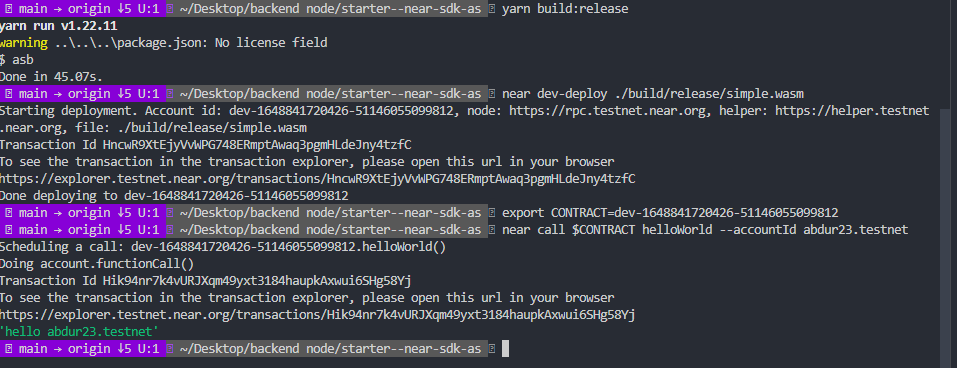 main → origin ↓5 U:1 ~/Desktop/backend node/starter--near-sdk-as yarn build:release
yarn run v1.22.11
warning ..\..\..\package.json: No license field
$ asb
Done in 45.07s.
main → origin ↓5 U:1 ~/Desktop/backend node/starter--near-sdk-as near dev-deploy ./build/release/simple.wasm
Starting deployment. Account id: dev-1648841720426-51146055099812, node: https://rpc.testnet.near.org, helper: https://helper.testnet
.near.org, file: ./build/release/simple.wasm
Transaction Id HncwR9XtEjyVvWPG748ERmptAwaq3pgmHLdeJny4tzfC
To see the transaction in the transaction explorer, please open this url in your browser
https://explorer.testnet.near.org/transactions/HncwR9XtEjyVvWPG748ERmptAwaq3pgmHLdeJny4tzfC
Done deploying to dev-1648841720426-51146055099812
main → origin ↓5 U:1 ~/Desktop/backend node/starter--near-sdk-as export CONTRACT=dev-1648841720426-51146055099812
main → origin ↓5 U:1 ~/Desktop/backend node/starter--near-sdk-as near call $CONTRACT helloWorld --accountId abdur23.testnet
Scheduling a call: dev-1648841720426-51146055099812.helloWorld()
Doing account.functionCall()
Transaction Id Hik94nr7k4vURJXqm49yxt3184haupkAxwui6SHg58Yj
To see the transaction in the transaction explorer, please open this url in your browser
https://explorer.testnet.near.org/transactions/Hik94nr7k4vURJXqm49yxt3184haupkAxwui6SHg58Yj
'hello abdur23.testnet'
main → origin ↓5 U:1 ~/Desktop/backend node/starter--near-sdk-as